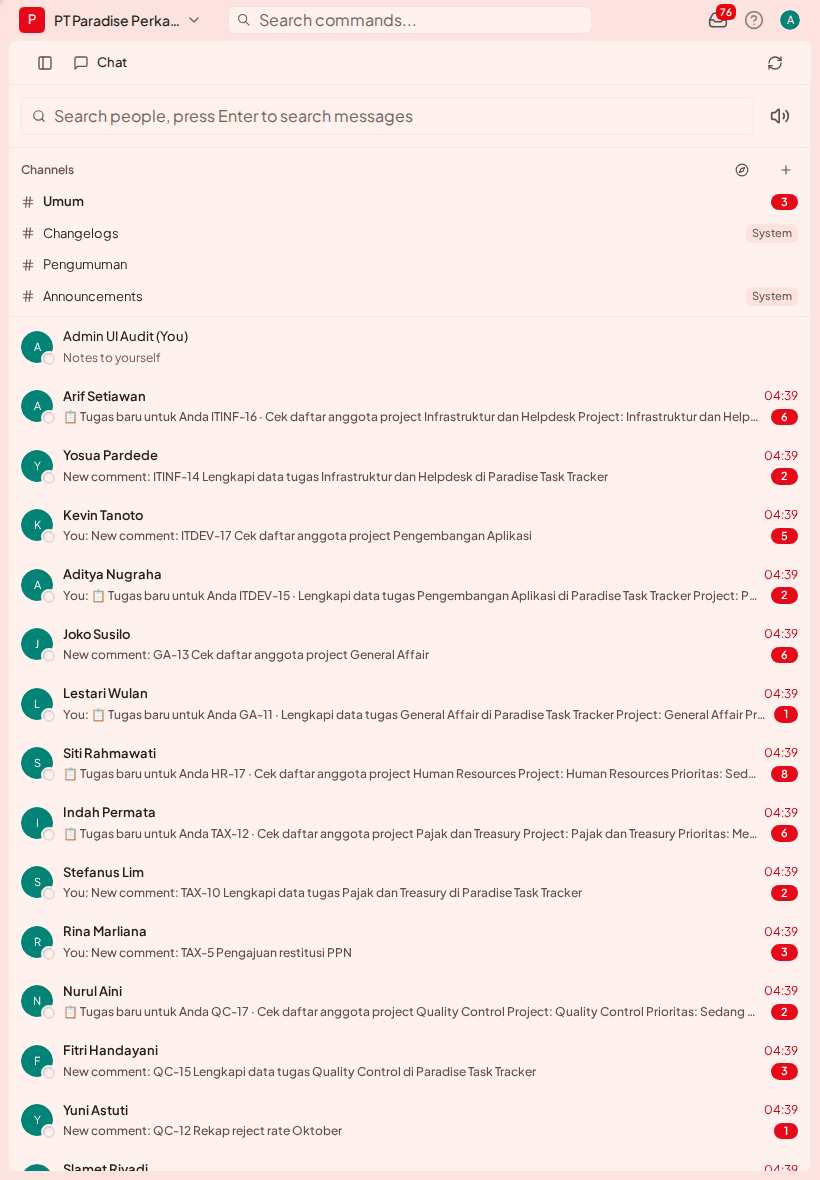 P PT Paradise Perka... Search commands... 76 A
Chat
Search people, press Enter to search messages
Channels
# Umum 3
# Changelogs System
# Pengumuman
# Announcements System
A Admin UI Audit (You)
Notes to yourself
A Arif Setiawan 04:39
📋 Tugas baru untuk Anda ITINF-16 · Cek daftar anggota project Infrastruktur dan Helpdesk Project: Infrastruktur dan Help... 6
Y Yosua Pardede 04:39
New comment: ITINF-14 Lengkapi data tugas Infrastruktur dan Helpdesk di Paradise Task Tracker 2
K Kevin Tanoto 04:39
You: New comment: ITDEV-17 Cek daftar anggota project Pengembangan Aplikasi 5
A Aditya Nugraha 04:39
You: 📋 Tugas baru untuk Anda ITDEV-15 · Lengkapi data tugas Pengembangan Aplikasi di Paradise Task Tracker Project: P... 2
J Joko Susilo 04:39
New comment: GA-13 Cek daftar anggota project General Affair 6
L Lestari Wulan 04:39
You: 📋 Tugas baru untuk Anda GA-11 · Lengkapi data tugas General Affair di Paradise Task Tracker Project: General Affair Pr... 1
S Siti Rahmawati 04:39
📋 Tugas baru untuk Anda HR-17 · Cek daftar anggota project Human Resources Project: Human Resources Prioritas: Sed... 8
I Indah Permata 04:39
📋 Tugas baru untuk Anda TAX-12 · Cek daftar anggota project Pajak dan Treasury Project: Pajak dan Treasury Prioritas: Me... 6
S Stefanus Lim 04:39
You: New comment: TAX-10 Lengkapi data tugas Pajak dan Treasury di Paradise Task Tracker 2
R Rina Marliana 04:39
You: New comment: TAX-5 Pengajuan restitusi PPN 3
N Nurul Aini 04:39
📋 Tugas baru untuk Anda QC-17 · Cek daftar anggota project Quality Control Project: Quality Control Prioritas: Sedang ... 2
F Fitri Handayani 04:39
New comment: QC-15 Lengkapi data tugas Quality Control di Paradise Task Tracker 3
Y Yuni Astuti 04:39
New comment: QC-12 Rekap reject rate Oktober 1
Slamet Riyadi 04:39